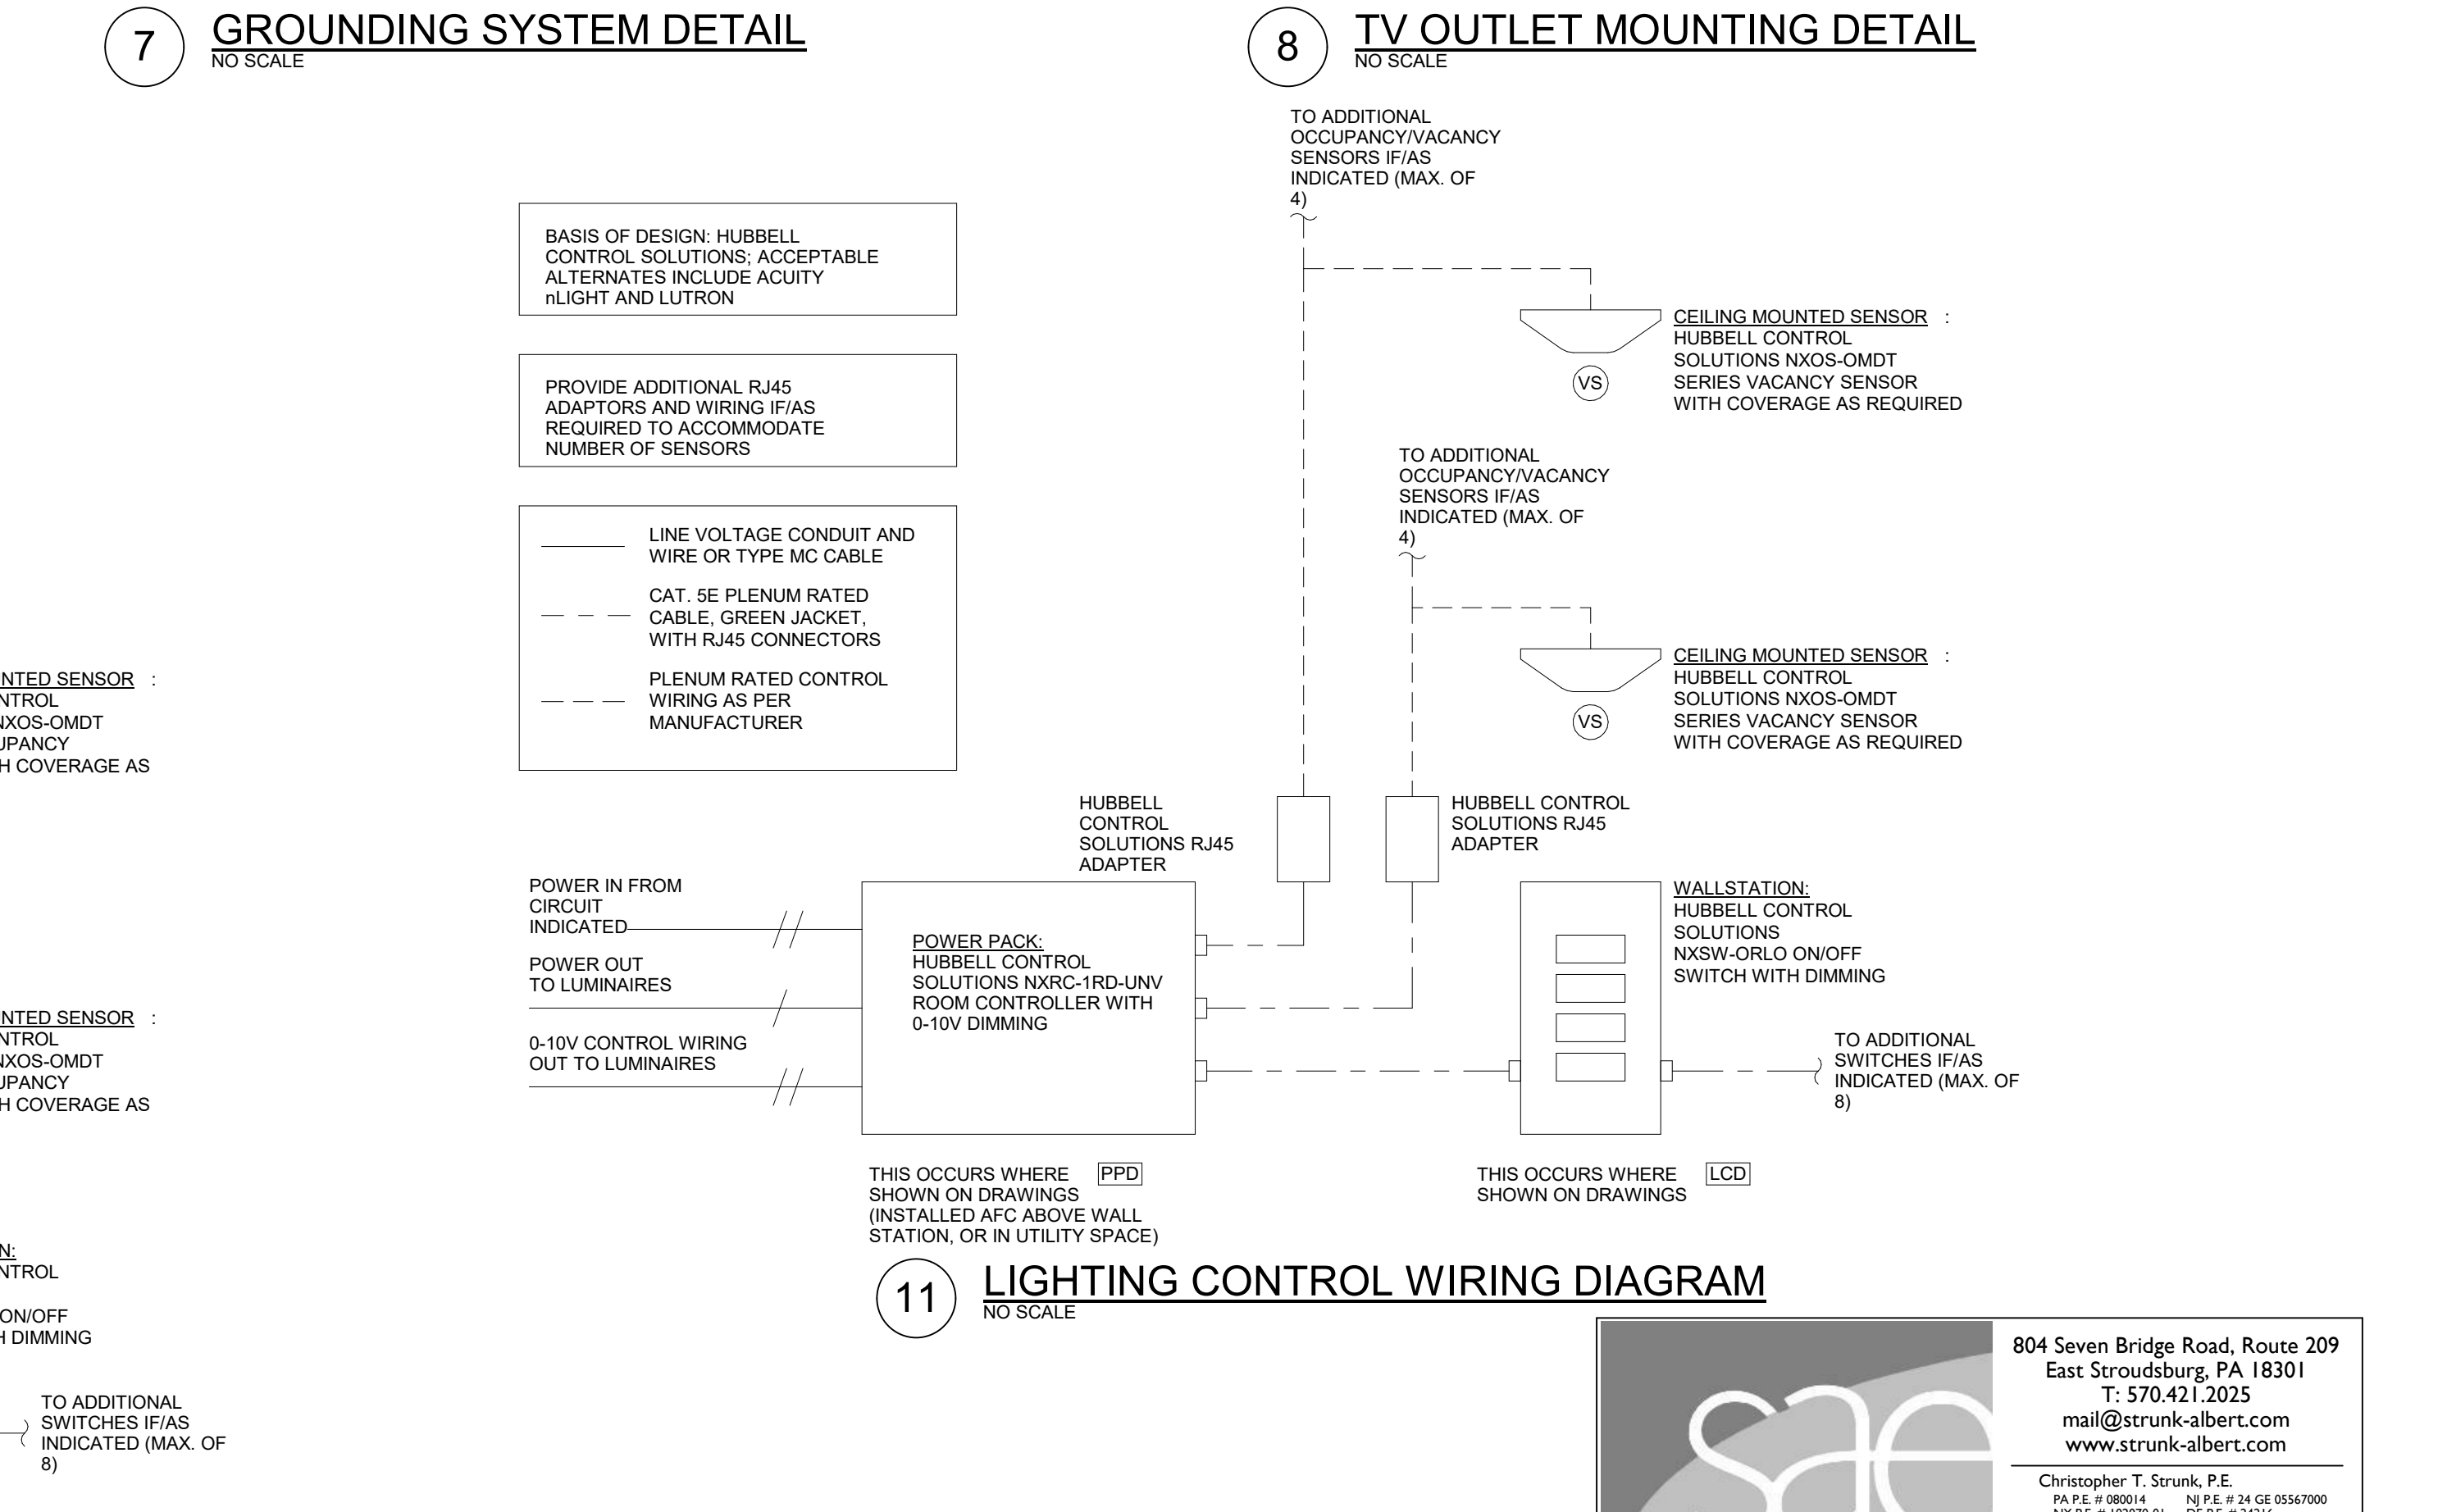 7
GROUNDING SYSTEM DETAIL
NO SCALE
8
TV OUTLET MOUNTING DETAIL
NO SCALE
TO ADDITIONAL
OCCUPANCY/VACANCY
SENSORS IF/AS
INDICATED (MAX. OF
4)
BASIS OF DESIGN: HUBBELL
CONTROL SOLUTIONS; ACCEPTABLE
ALTERNATES INCLUDE ACUITY
nLIGHT AND LUTRON
CEILING MOUNTED SENSOR :
HUBBELL CONTROL
SOLUTIONS NXOS-OMDT
SERIES VACANCY SENSOR
WITH COVERAGE AS REQUIRED
VS
PROVIDE ADDITIONAL RJ45
ADAPTORS AND WIRING IF/AS
REQUIRED TO ACCOMMODATE
NUMBER OF SENSORS
TO ADDITIONAL
OCCUPANCY/VACANCY
SENSORS IF/AS
INDICATED (MAX. OF
4)
LINE VOLTAGE CONDUIT AND
WIRE OR TYPE MC CABLE
CAT. 5E PLENUM RATED
CABLE, GREEN JACKET,
WITH RJ45 CONNECTORS
PLENUM RATED CONTROL
WIRING AS PER
MANUFACTURER
CEILING MOUNTED SENSOR :
HUBBELL CONTROL
SOLUTIONS NXOS-OMDT
SERIES VACANCY SENSOR
WITH COVERAGE AS REQUIRED
VS
NTED SENSOR :
NTROL
NXOS-OMDT
UPANCY
H COVERAGE AS
HUBBELL
CONTROL
SOLUTIONS RJ45
ADAPTER
HUBBELL CONTROL
SOLUTIONS RJ45
ADAPTER
POWER IN FROM
CIRCUIT
INDICATED
POWER OUT
TO LUMINAIRES
0-10V CONTROL WIRING
OUT TO LUMINAIRES
POWER PACK:
HUBBELL CONTROL
SOLUTIONS NXRC-1RD-UNV
ROOM CONTROLLER WITH
0-10V DIMMING
WALLSTATION:
HUBBELL CONTROL
SOLUTIONS
NXSW-ORLO ON/OFF
SWITCH WITH DIMMING
TO ADDITIONAL
SWITCHES IF/AS
INDICATED (MAX. OF
8)
UNTED SENSOR :
NTROL
NXOS-OMDT
UPANCY
H COVERAGE AS
THIS OCCURS WHERE PPD
SHOWN ON DRAWINGS
(INSTALLED AFC ABOVE WALL
STATION, OR IN UTILITY SPACE)
THIS OCCURS WHERE LCD
SHOWN ON DRAWINGS
N:
NTROL
ON/OFF
H DIMMING
TO ADDITIONAL
SWITCHES IF/AS
INDICATED (MAX. OF
8)
11
LIGHTING CONTROL WIRING DIAGRAM
NO SCALE
sae
804 Seven Bridge Road, Route 209
East Stroudsburg, PA 18301
T: 570.421.2025
mail@strunk-albert.com
www.strunk-albert.com
Christopher T. Strunk, P.E.
PA P.E. # 080014 NJ P.E. # 24 GE 05567000